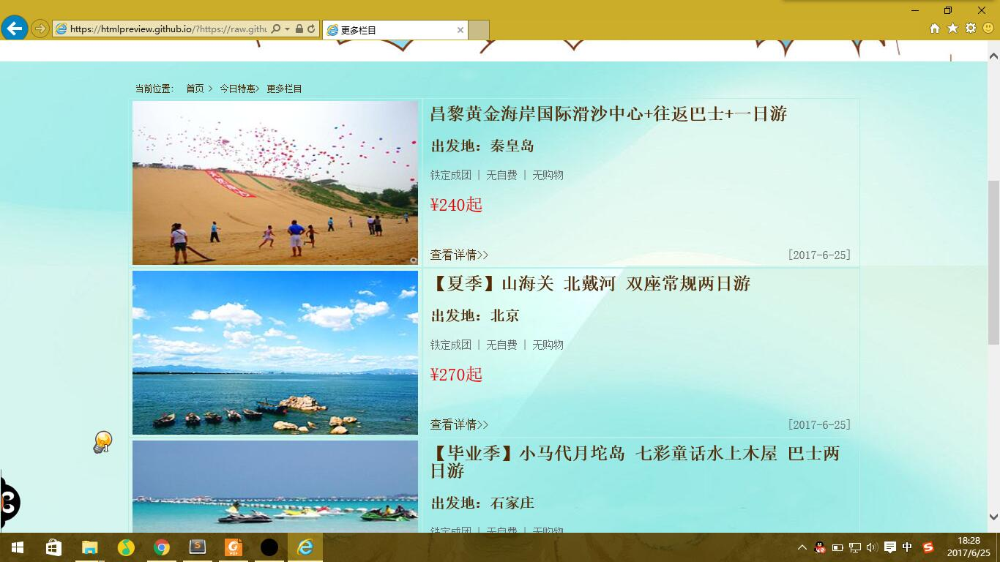 https://htmlpreview.github.io/?https://raw.githu
更多栏目
当前位置： 首页 > 今日特惠> 更多栏目
昌黎黄金海岸国际滑沙中心+往返巴士+一日游
出发地：秦皇岛
铁定成团 | 无自费 | 无购物
¥240起
查看详情>> [2017-6-25]
【夏季】山海关 北戴河 双座常规两日游
出发地：北京
铁定成团 | 无自费 | 无购物
¥270起
查看详情>> [2017-6-25]
【毕业季】小马代月坨岛 七彩童话水上木屋 巴士两
日游
出发地：石家庄
铁定成团 | 无自费 | 无购物
中
18:28
2017/6/25